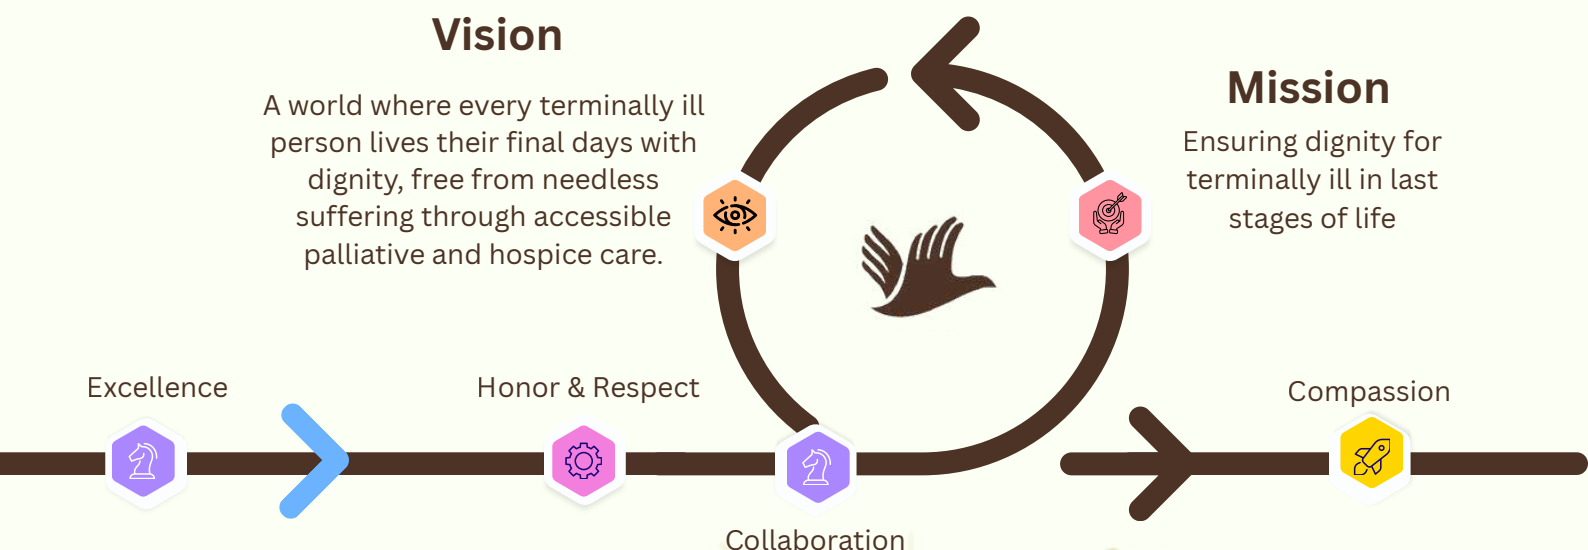 Vision
A world where every terminally ill
person lives their final days with
dignity, free from needless
suffering through accessible
palliative and hospice care.
Mission
Ensuring dignity for
terminally ill in last
stages of life
Excellence
Honor & Respect
Collaboration
Compassion